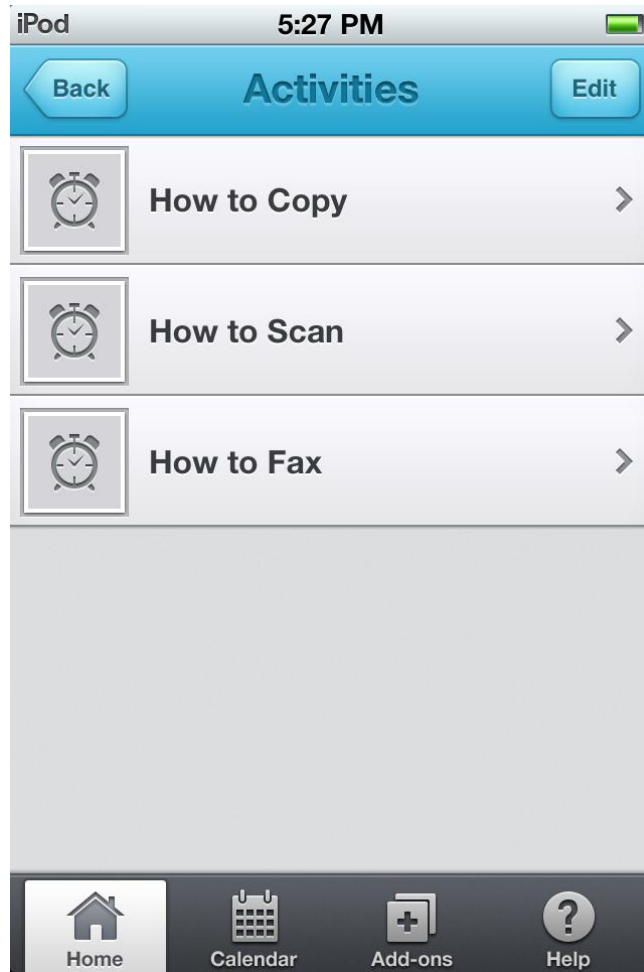 iPod 5:27 PM
Back Activities Edit
How to Copy
How to Scan
How to Fax
Home Calendar Add-ons Help